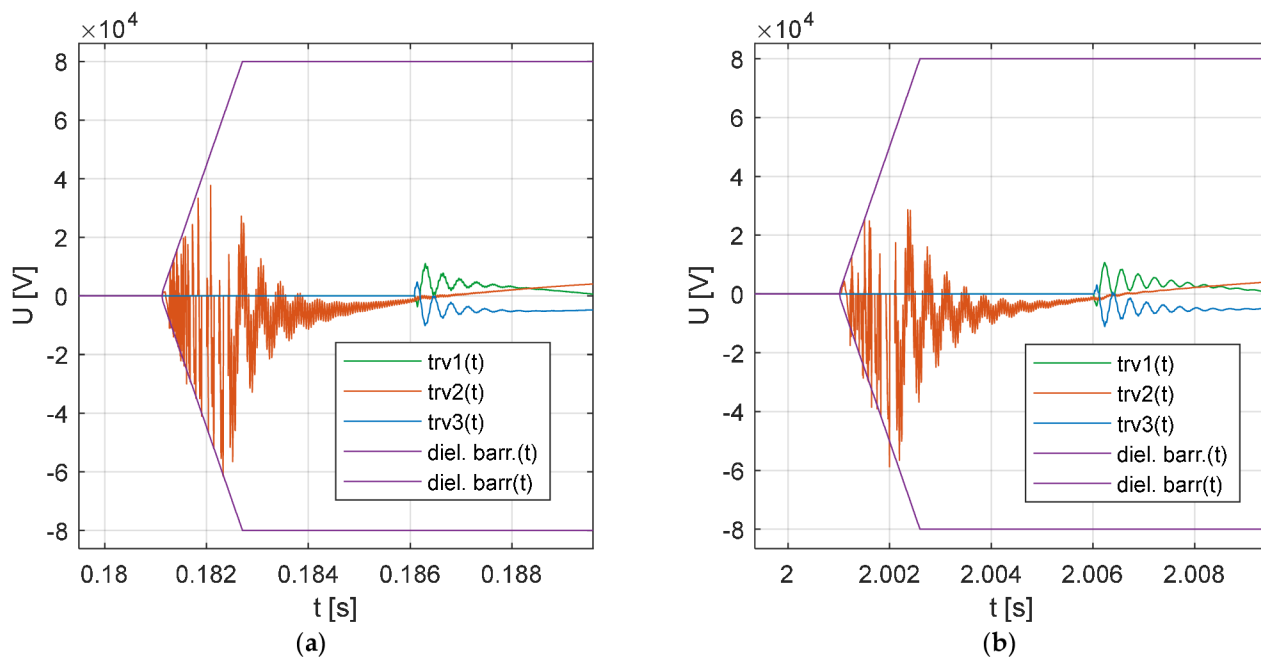 ×10⁴
8
6
4
2
0
-2
-4
-6
-8
U [V]
trv1(t)
trv2(t)
trv3(t)
diel. barr.(t)
diel. barr(t)
0.18 0.182 0.184 0.186 0.188
t [s]
(a)
×10⁴
8
6
4
2
0
-2
-4
-6
-8
U [V]
trv1(t)
trv2(t)
trv3(t)
diel. barr.(t)
diel. barr(t)
2 2.002 2.004 2.006 2.008
t [s]
(b)